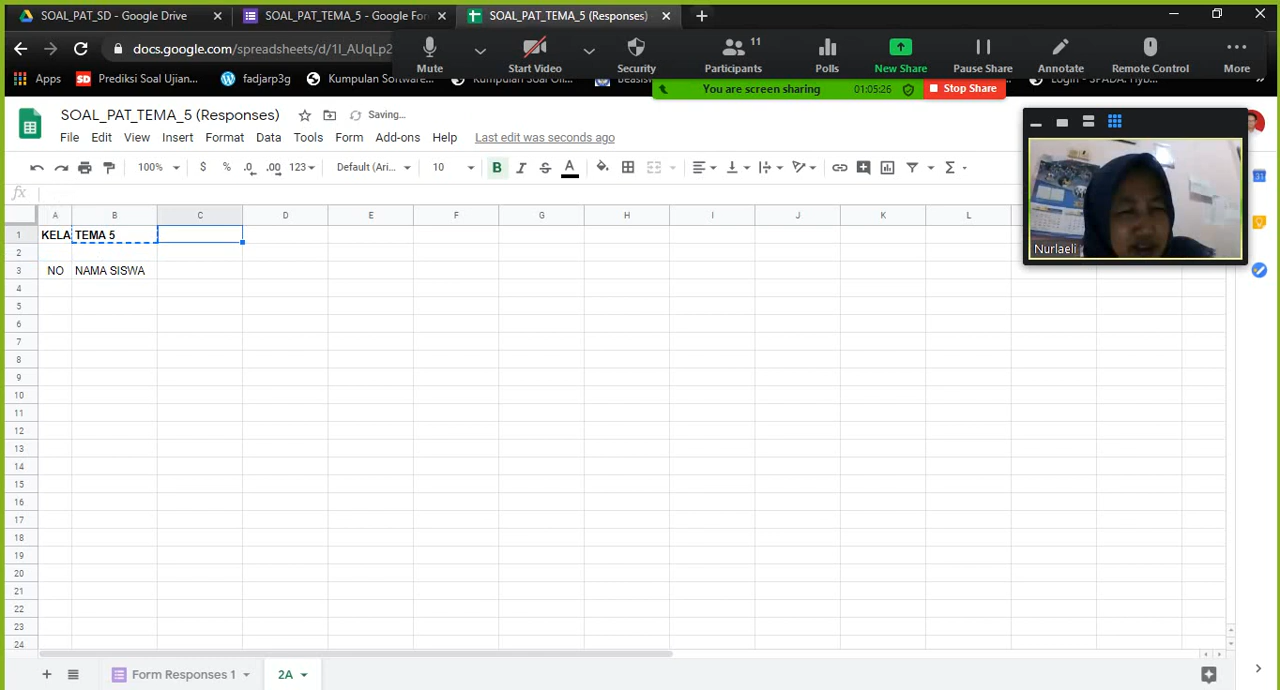 SOAL_PAT_SD - Google Drive
SOAL_PAT_TEMA_5 - Google For
SOAL_PAT_TEMA_5 (Responses)
docs.google.com/spreadsheets/d/1I_AUqLp2
Mute
Start Video
Security
Participants
11
Polls
New Share
Pause Share
Annotate
Remote Control
More
Apps
SD
Prediksi Soal Ujian...
fadjarp3g
Kumpulan Software...
Kumpulan Soal Oli...
You are screen sharing
01:05:26
Stop Share
SOAL_PAT_TEMA_5 (Responses)
Saving...
File Edit View Insert Format Data Tools Form Add-ons Help Last edit was seconds ago
100% $ % .0 .00 123 Default (Ari... 10 B I S A
Nurlaeli
fx
A B C D E F G H I J K L
1 KELA TEMA 5
2
3 NO NAMA SISWA
4
5
6
7
8
9
10
11
12
13
14
15
16
17
18
19
20
21
22
23
24
Form Responses 1
2A